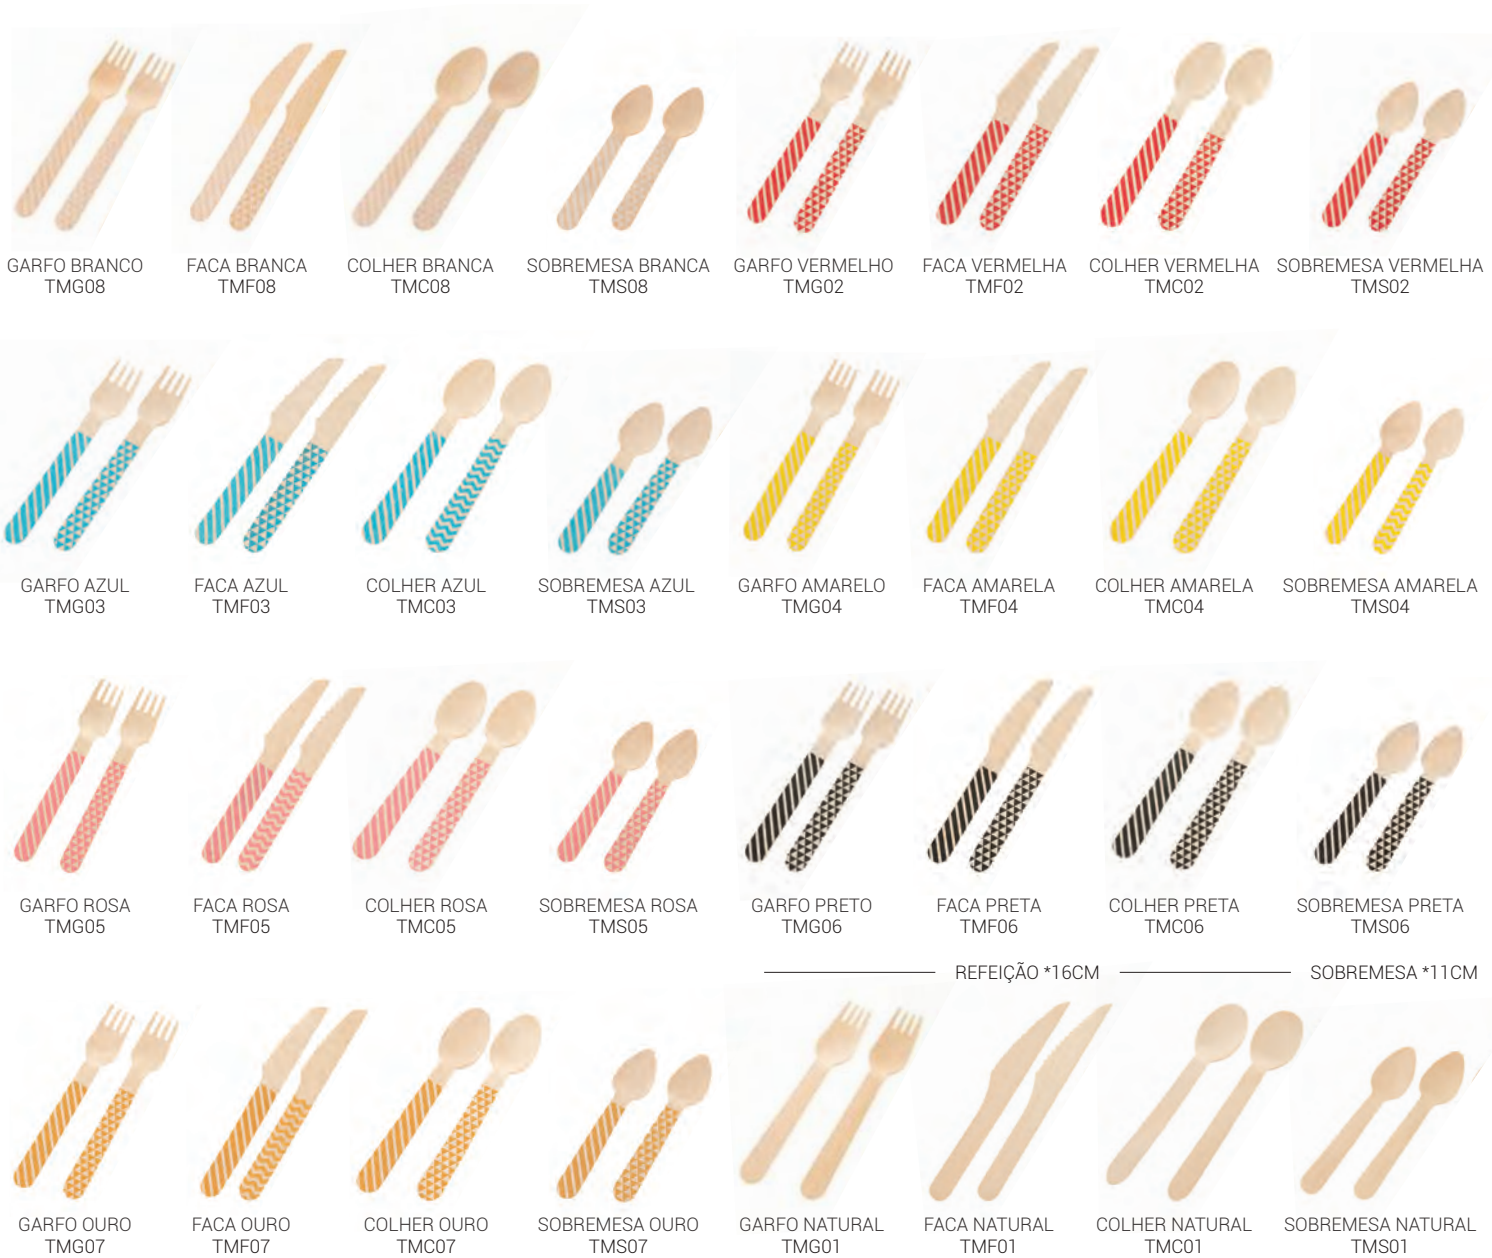 GARFO BRANCO
TMG08
FACA BRANCA
TMF08
COLHER BRANCA
TMC08
SOBREMESA BRANCA
TMS08
GARFO VERMELHO
TMG02
FACA VERMELHA
TMF02
COLHER VERMELHA
TMC02
SOBREMESA VERMELHA
TMS02
GARFO AZUL
TMG03
FACA AZUL
TMF03
COLHER AZUL
TMC03
SOBREMESA AZUL
TMS03
GARFO AMARELO
TMG04
FACA AMARELA
TMF04
COLHER AMARELA
TMC04
SOBREMESA AMARELA
TMS04
GARFO ROSA
TMG05
FACA ROSA
TMF05
COLHER ROSA
TMC05
SOBREMESA ROSA
TMS05
GARFO PRETO
TMG06
FACA PRETA
TMF06
COLHER PRETA
TMC06
SOBREMESA PRETA
TMS06
REFEIÇÃO *16CM
SOBREMESA *11CM
GARFO OURO
TMG07
FACA OURO
TMF07
COLHER OURO
TMC07
SOBREMESA OURO
TMS07
GARFO NATURAL
TMG01
FACA NATURAL
TMF01
COLHER NATURAL
TMC01
SOBREMESA NATURAL
TMS01